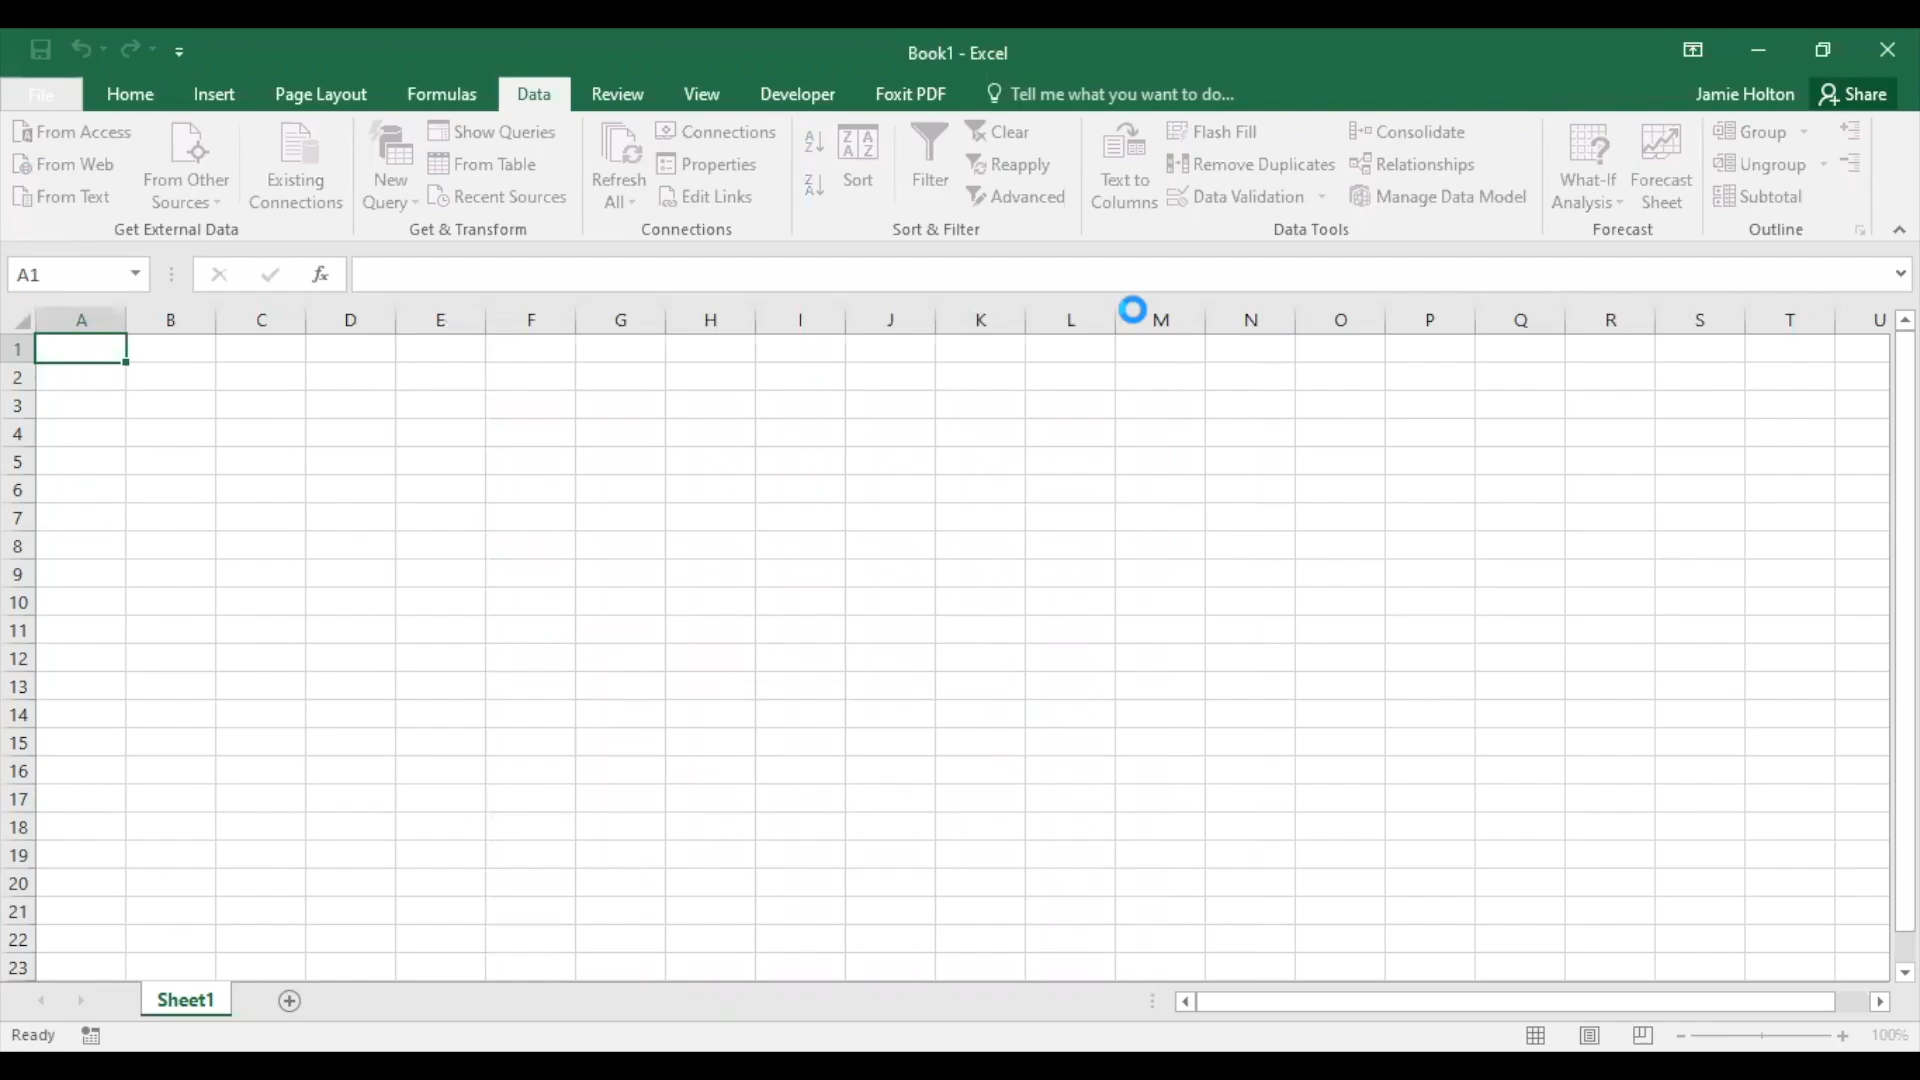 Book1 - Excel
File Home Insert Page Layout Formulas Data Review View Developer Foxit PDF Tell me what you want to do... Jamie Holton Share
From Access
From Web
From Text
From Other
Sources
Existing
Connections
Get External Data
New
Query
Show Queries
From Table
Recent Sources
Get & Transform
Refresh
All
Connections
Properties
Edit Links
Connections
A
Z
Z
A
Z A
A Z
Sort
Filter
Clear
Reapply
Advanced
Sort & Filter
Text to
Columns
Flash Fill
Remove Duplicates
Data Validation
Consolidate
Relationships
Manage Data Model
Data Tools
What-If
Analysis
Forecast
Sheet
Forecast
Group
Ungroup
Subtotal
Outline
A1 fx
A B C D E F G H I J K L M N O P Q R S T U
1
2
3
4
5
6
7
8
9
10
11
12
13
14
15
16
17
18
19
20
21
22
23
Sheet1
Ready 100%